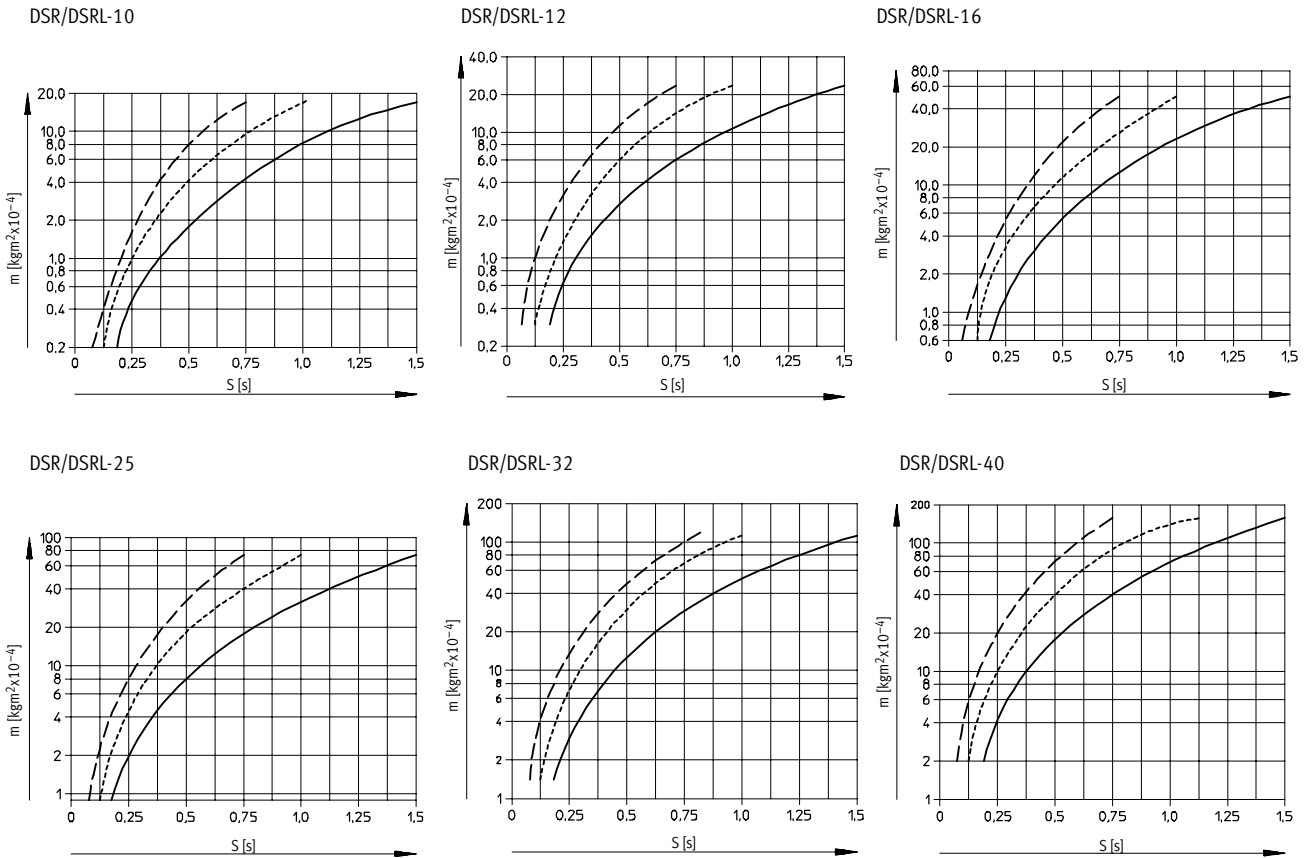 DSR/DSRL-10
20,0
10,0
8,0
6,0
4,0
2,0
1,0
0,8
0,6
0,4
0,2
m [kgm²x10⁻⁴]
0 0,25 0,5 0,75 1,0 1,25 1,5
S [s]
DSR/DSRL-12
40,0
20,0
10,0
8,0
6,0
4,0
2,0
1,0
0,8
0,6
0,4
0,2
m [kgm²x10⁻⁴]
0 0,25 0,5 0,75 1,0 1,25 1,5
S [s]
DSR/DSRL-16
80,0
60,0
40,0
20,0
10,0
8,0
6,0
4,0
2,0
1,0
0,8
0,6
m [kgm²x10⁻⁴]
0 0,25 0,5 0,75 1,0 1,25 1,5
S [s]
DSR/DSRL-25
100
80
60
40
20
10
8
6
4
2
1
m [kgm²x10⁻⁴]
0 0,25 0,5 0,75 1,0 1,25 1,5
S [s]
DSR/DSRL-32
200
100
80
60
40
20
10
8
6
4
2
1
m [kgm²x10⁻⁴]
0 0,25 0,5 0,75 1,0 1,25 1,5
S [s]
DSR/DSRL-40
200
100
80
60
40
20
10
8
6
4
2
1
m [kgm²x10⁻⁴]
0 0,25 0,5 0,75 1,0 1,25 1,5
S [s]